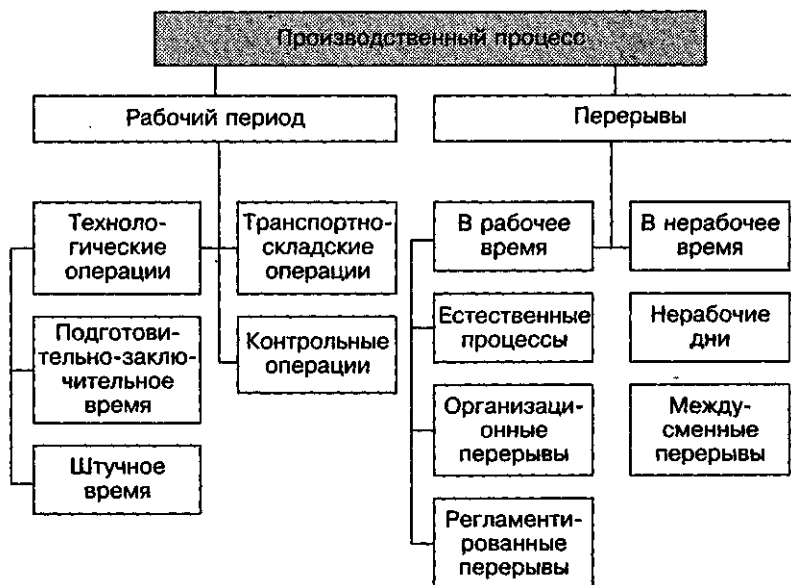 Производственный процесс
Рабочий период
Перерывы
Техноло-
гические
операции
Транспортно-
складские
операции
В рабочее
время
В нерабочее
время
Подготови-
тельно-заклю-
чительное
время
Контрольные
операции
Естественные
процессы
Нерабочие
дни
Штучное
время
Организаци-
онные
перерывы
Между-
сменные
перерывы
Регламенти-
рованные
перерывы